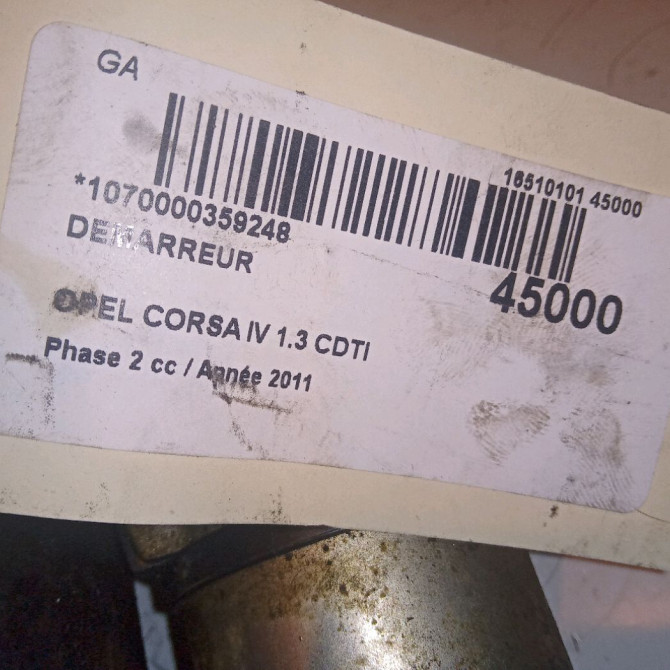 GA
16510101 45000
*1070000359248
DEMARREUR
45000
OPEL CORSA IV 1.3 CDTI
Phase 2 cc / Année 2011